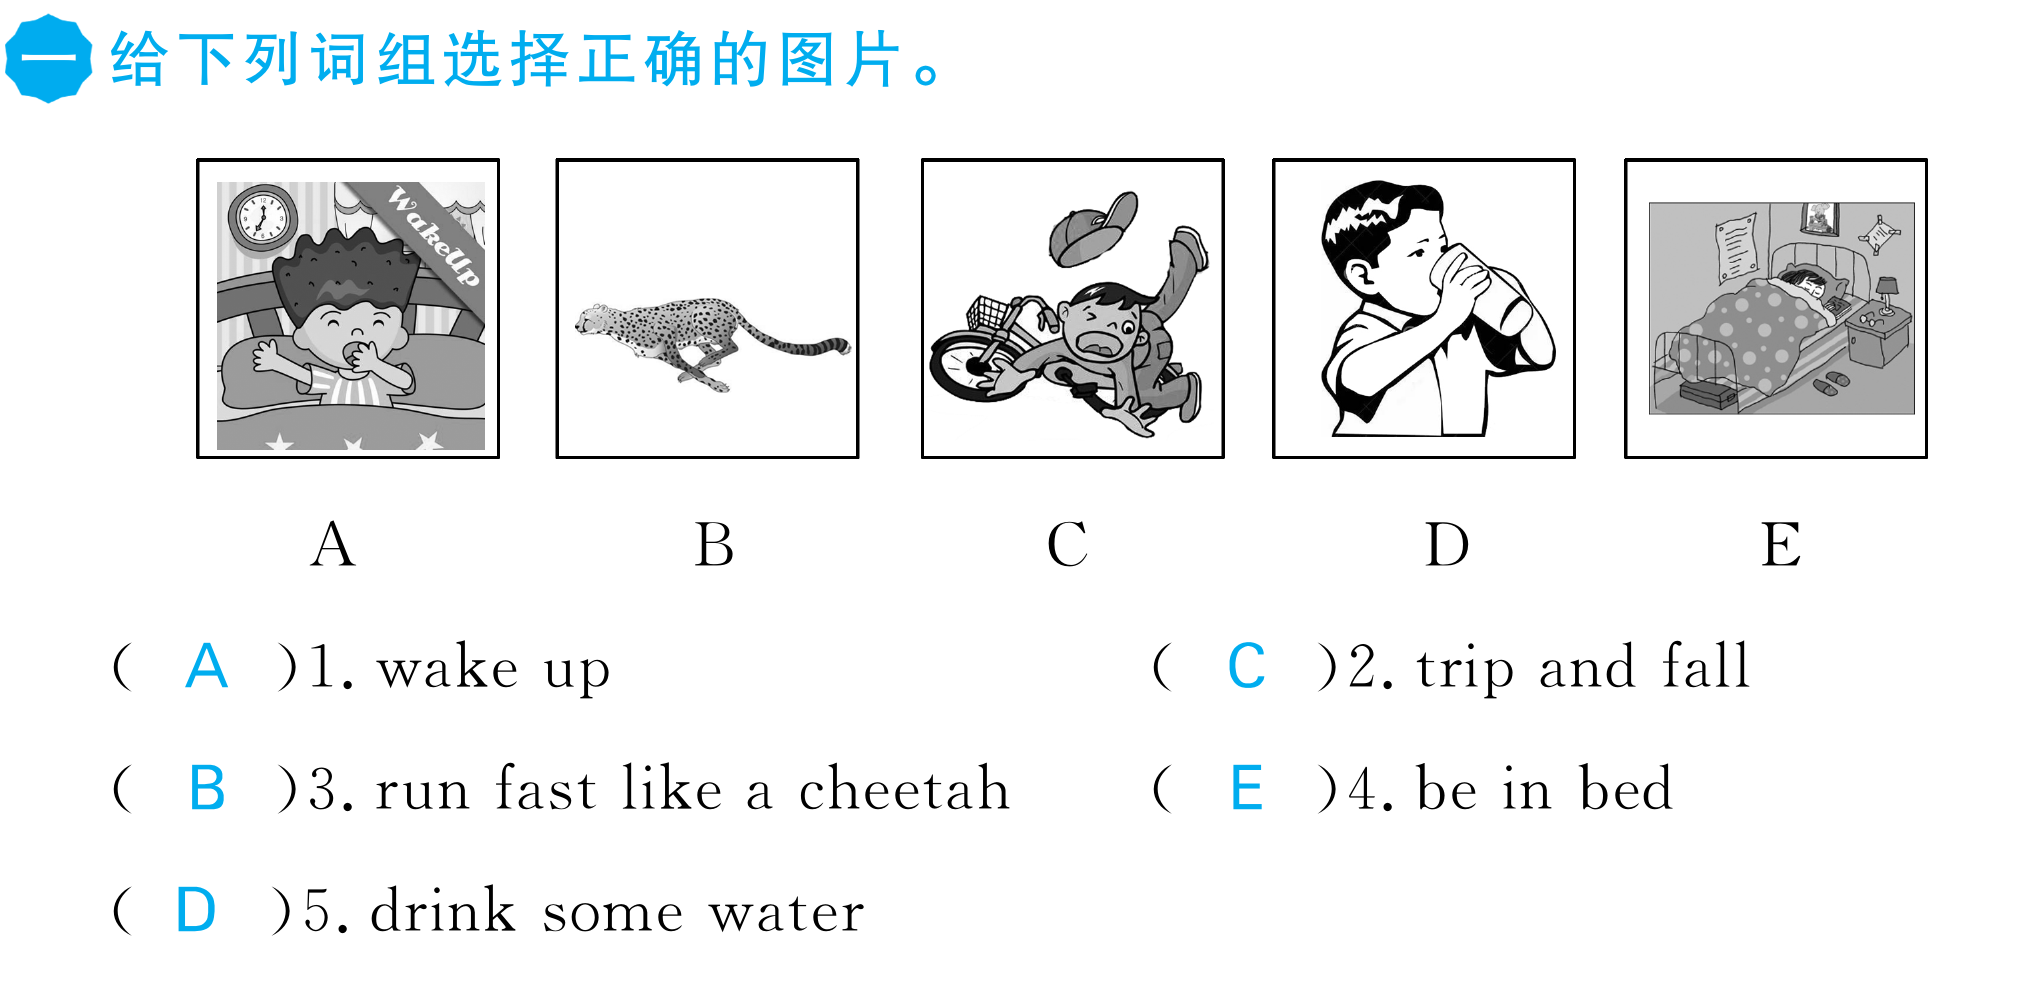 一 给下列词组选择正确的图片。
WakeUp
A B C D E
( A )1. wake up ( C )2. trip and fall
( B )3. run fast like a cheetah ( E )4. be in bed
( D )5. drink some water